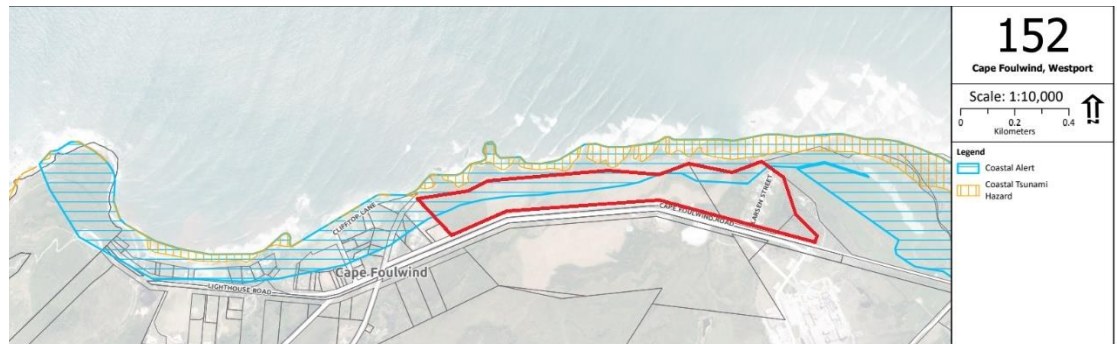 152
Cape Foulwind, Westport
Scale: 1:10,000
0 0.2 0.4
Kilometers
N
Legend
Coastal Alert
Coastal Tsunami
Hazard
CLIFFTOP LANE
LARSEN STREET
CAPE FOULWIND ROAD
Cape Foulwind
LIGHTHOUSE ROAD